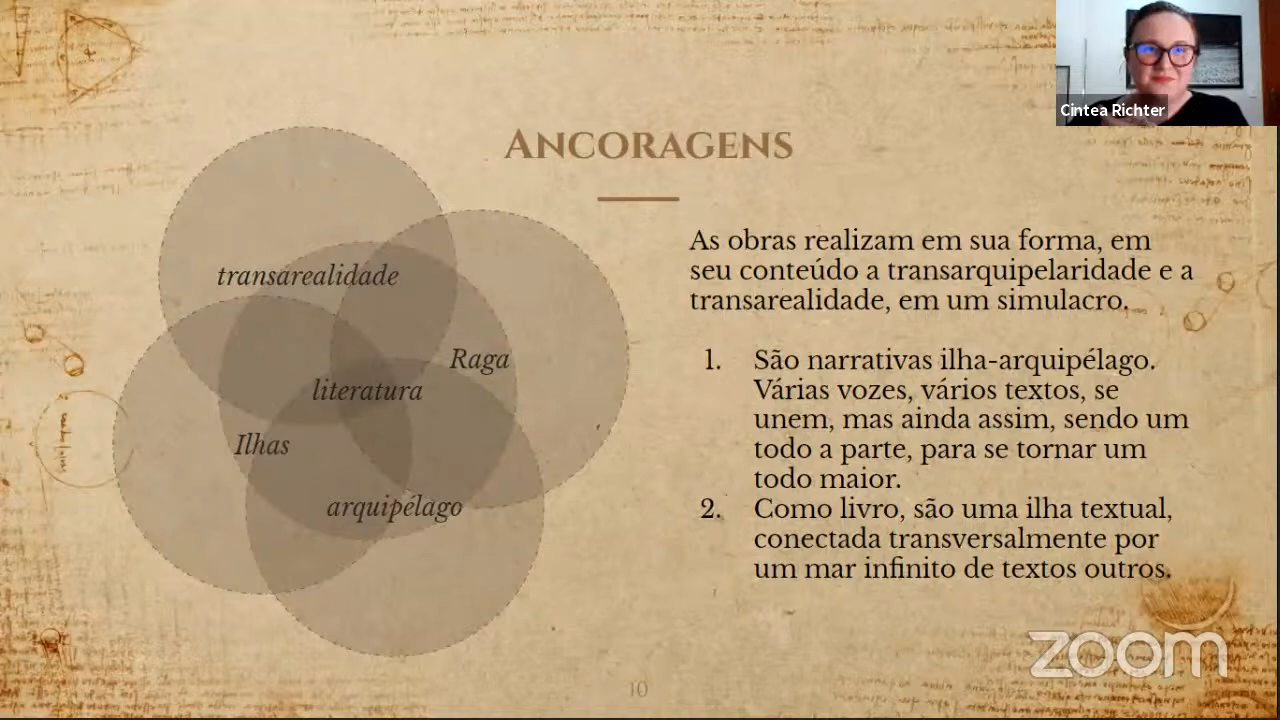 Cintea Richter
ANCORAGENS
transarealidade
Raga
literatura
Ilhas
arquipélago
As obras realizam em sua forma, em
seu conteúdo a transarquipelaridade e a
transarealidade, em um simulacro.
1. São narrativas ilha-arquipélago.
Várias vozes, vários textos, se
unem, mas ainda assim, sendo um
todo a parte, para se tornar um
todo maior.
2. Como livro, são uma ilha textual,
conectada transversalmente por
um mar infinito de textos outros.
zoom
10